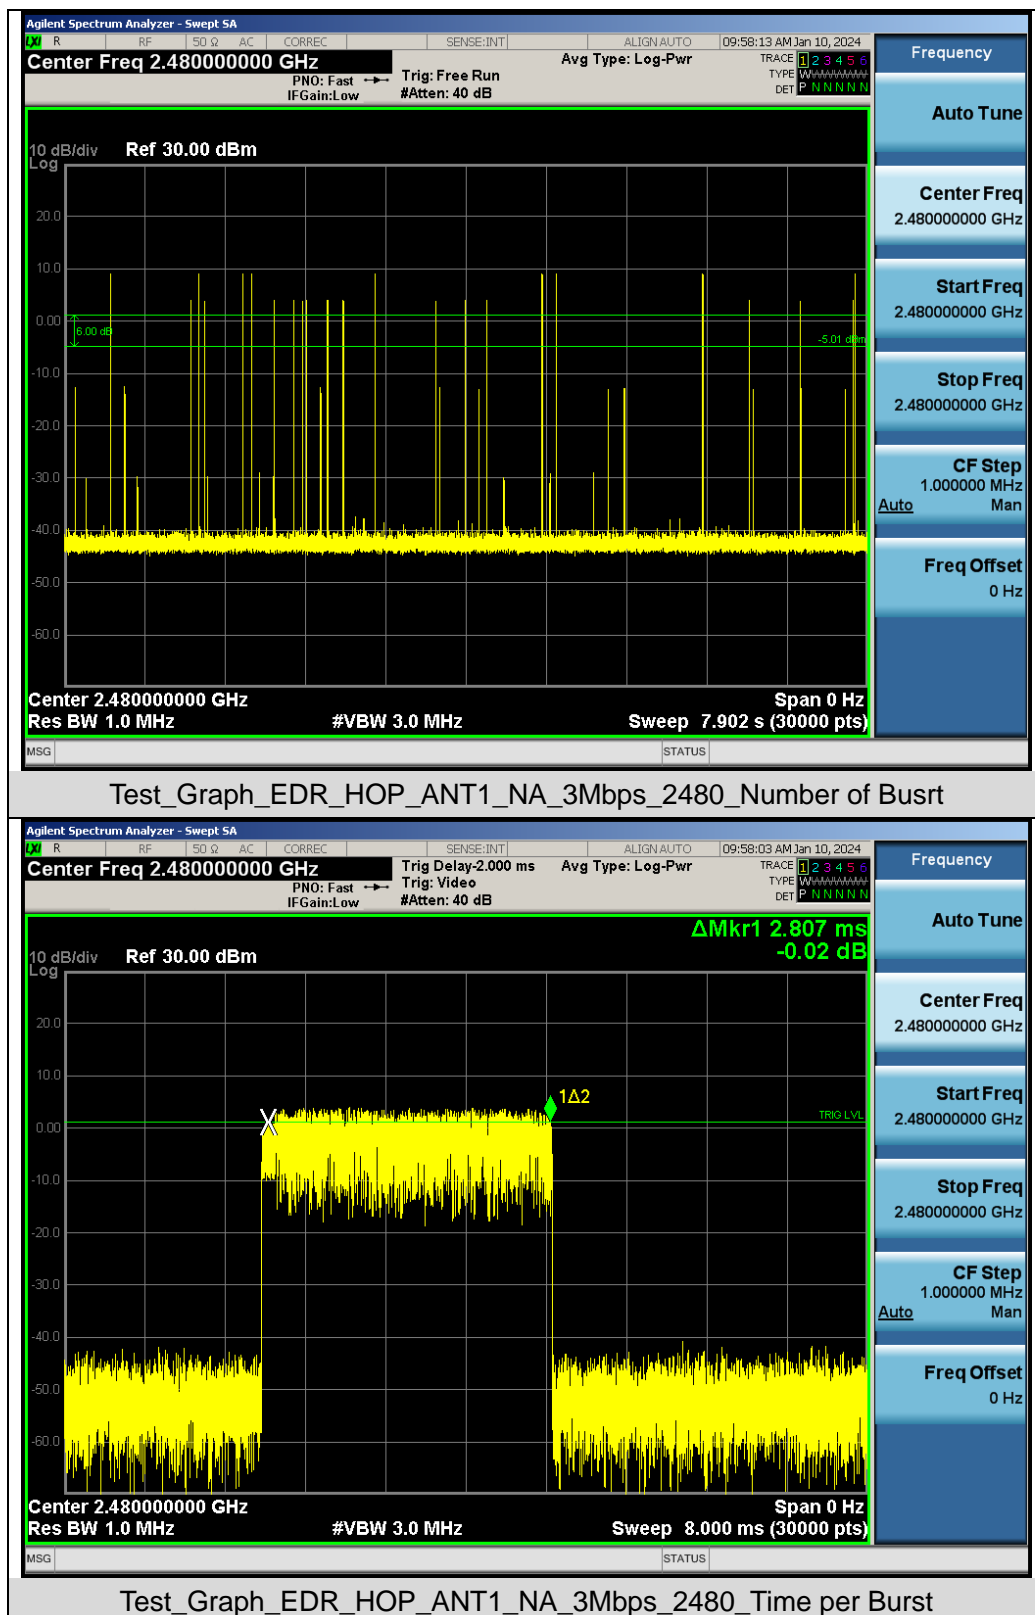 Agilent Spectrum Analyzer - Swept SA
LXI R RF 50 Ω AC CORREC SENSE:INT ALIGN AUTO 09:58:13 AM Jan 10, 2024
Center Freq 2.480000000 GHz Avg Type: Log-Pwr TRACE 1 2 3 4 5 6
PNO: Fast Trig: Free Run TYPE W
IFGain:Low #Atten: 40 dB DET P N N N N N
Frequency
Auto Tune
Center Freq
2.480000000 GHz
Start Freq
2.480000000 GHz
Stop Freq
2.480000000 GHz
CF Step
1.000000 MHz
Auto Man
Freq Offset
0 Hz
10 dB/div Ref 30.00 dBm
Log
20.0
10.0
0.00
6.00 dB
-5.01 dBm
-10.0
-20.0
-30.0
-40.0
-50.0
-60.0
Center 2.480000000 GHz Span 0 Hz
Res BW 1.0 MHz #VBW 3.0 MHz Sweep 7.902 s (30000 pts)
MSG STATUS
Test_Graph_EDR_HOP_ANT1_NA_3Mbps_2480_Number of Busrt
Agilent Spectrum Analyzer - Swept SA
LXI R RF 50 Ω AC CORREC SENSE:INT ALIGN AUTO 09:58:03 AM Jan 10, 2024
Center Freq 2.480000000 GHz Trig Delay-2.000 ms Avg Type: Log-Pwr TRACE 1 2 3 4 5 6
PNO: Fast Trig: Video TYPE W
IFGain:Low #Atten: 40 dB DET P N N N N N
Frequency
Auto Tune
Center Freq
2.480000000 GHz
Start Freq
2.480000000 GHz
Stop Freq
2.480000000 GHz
CF Step
1.000000 MHz
Auto Man
Freq Offset
0 Hz
ΔMkr1 2.807 ms
-0.02 dB
10 dB/div Ref 30.00 dBm
Log
20.0
10.0
1Δ2
TRIG LVL
0.00
-10.0
-20.0
-30.0
-40.0
-50.0
-60.0
Center 2.480000000 GHz Span 0 Hz
Res BW 1.0 MHz #VBW 3.0 MHz Sweep 8.000 ms (30000 pts)
MSG STATUS
Test_Graph_EDR_HOP_ANT1_NA_3Mbps_2480_Time per Burst